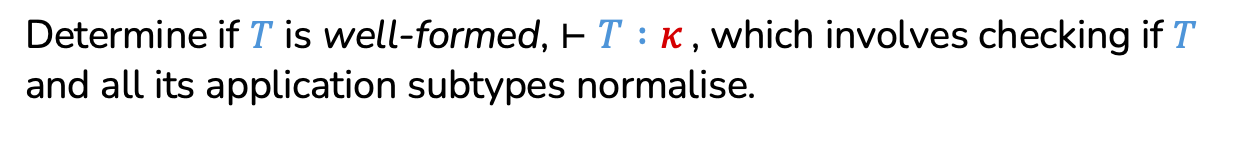 Determine if T is well-formed, ⊢ T : κ , which involves checking if T
and all its application subtypes normalise.